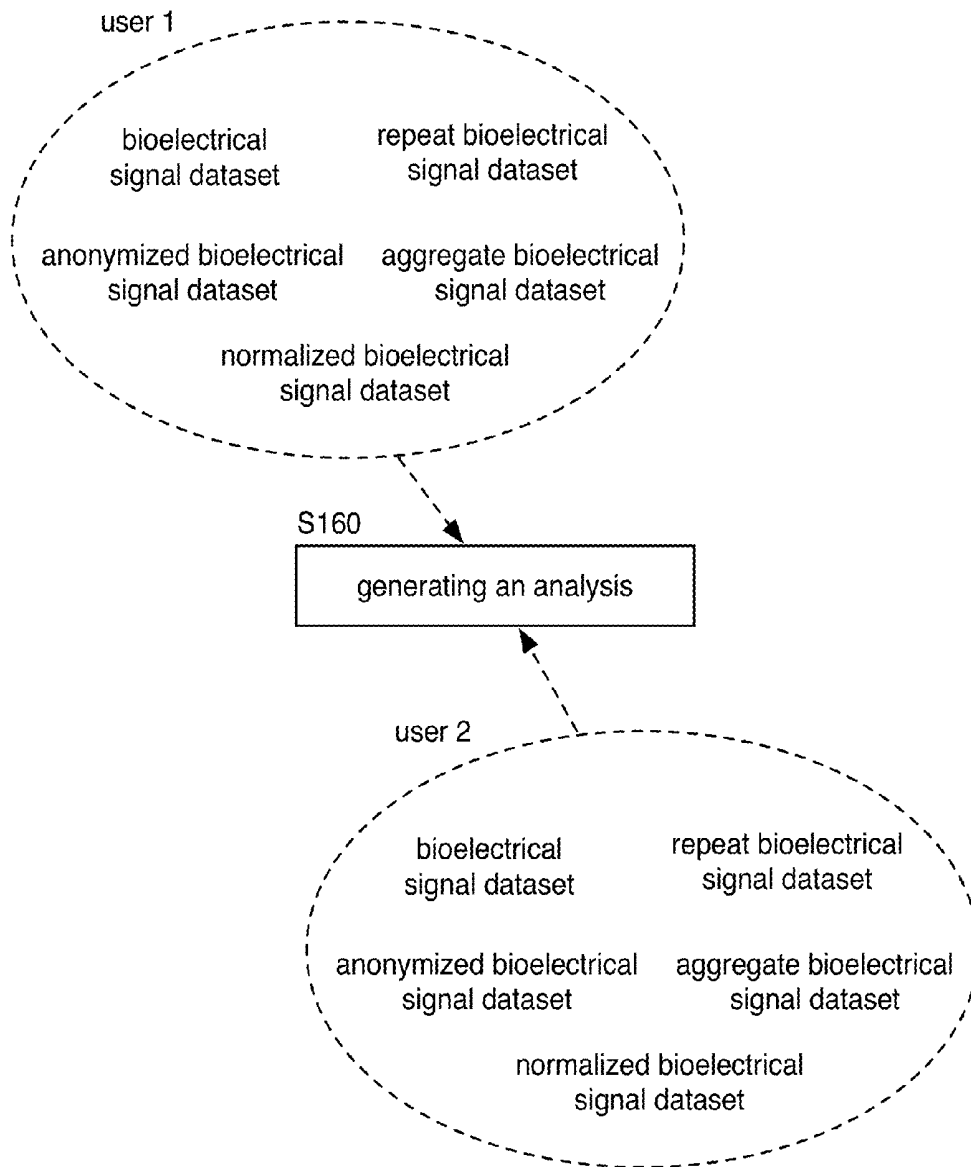 user 1
bioelectrical
signal dataset
repeat bioelectrical
signal dataset
anonymized bioelectrical
signal dataset
aggregate bioelectrical
signal dataset
normalized bioelectrical
signal dataset
S160
generating an analysis
user 2
bioelectrical
signal dataset
repeat bioelectrical
signal dataset
anonymized bioelectrical
signal dataset
aggregate bioelectrical
signal dataset
normalized bioelectrical
signal dataset